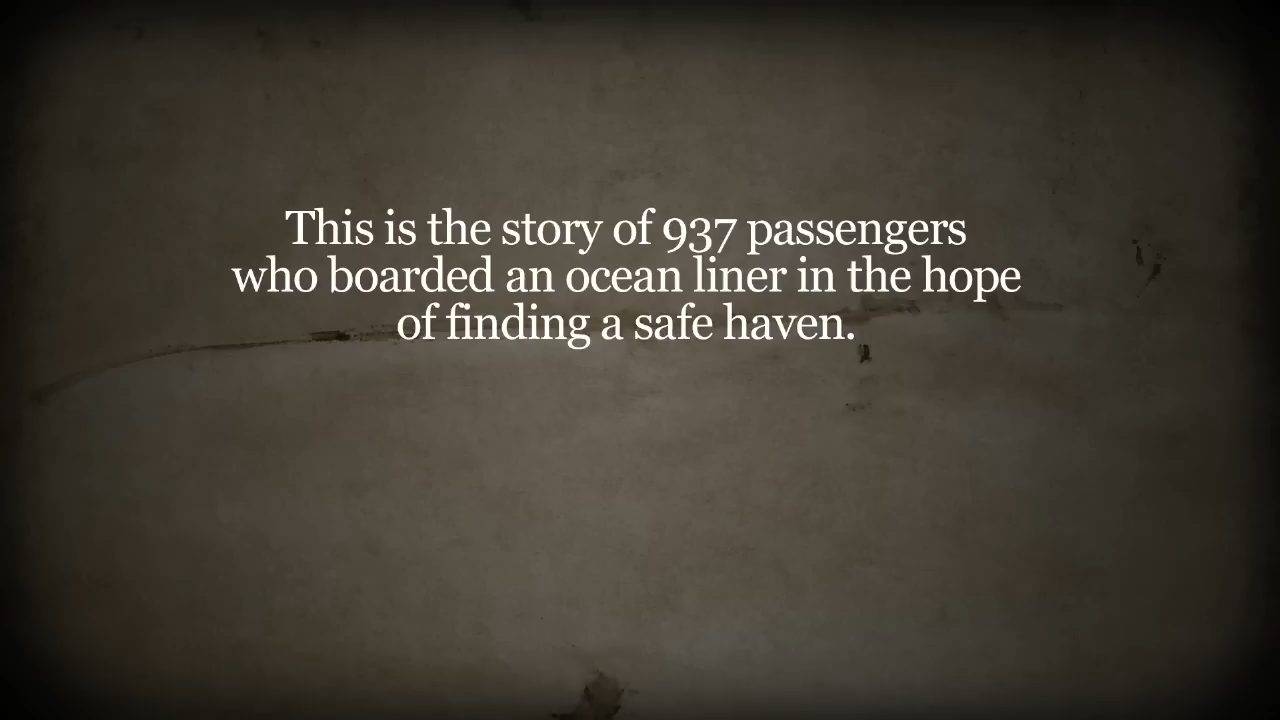 This is the story of 937 passengers
who boarded an ocean liner in the hope
of finding a safe haven.